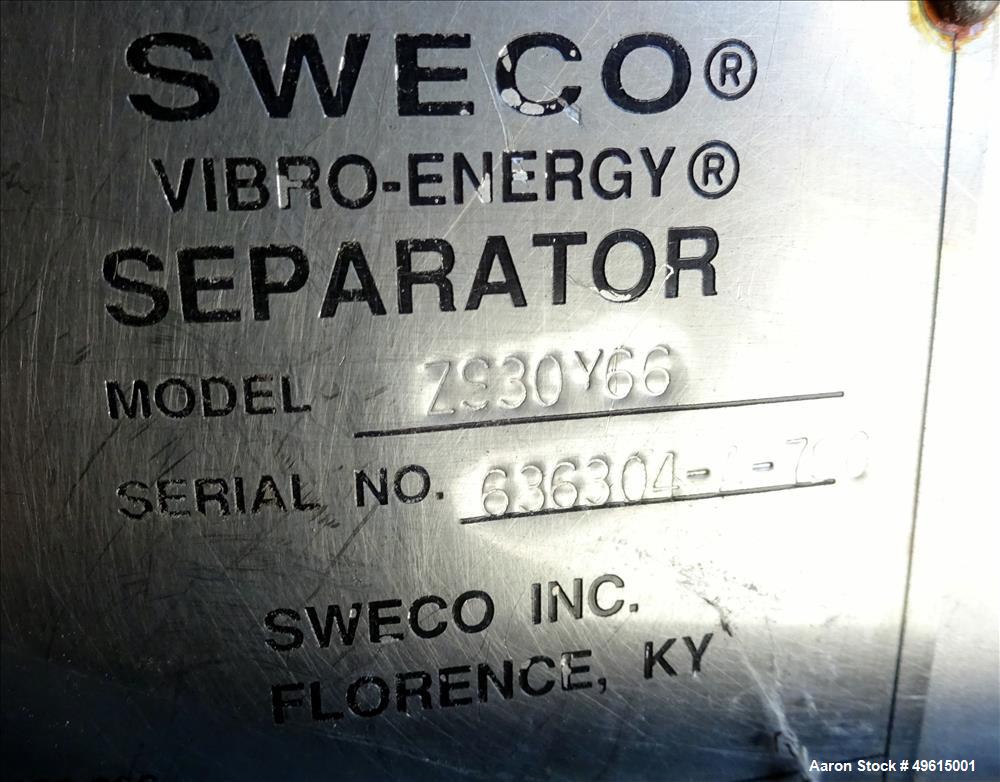 SWECO®
VIBRO-ENERGY®
SEPARATOR
MODEL ZS30Y66
SERIAL NO.
SWECO INC.
FLORENCE, KY
Aaron Stock # 49615001